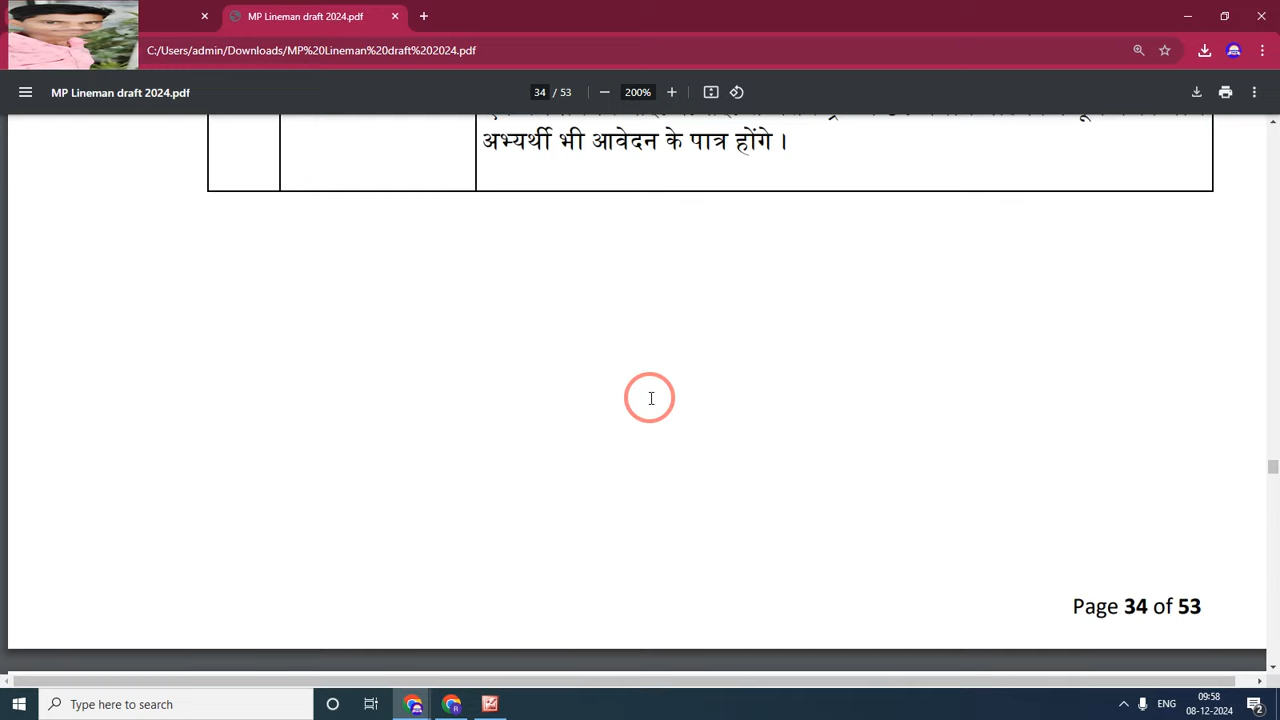 MP Lineman draft 2024.pdf
C:/Users/admin/Downloads/MP%20Lineman%20draft%202024.pdf
MP Lineman draft 2024.pdf
34 / 53
200%
अभ्यर्थी भी आवेदन के पात्र होंगे ।
Page 34 of 53
Type here to search
ENG
09:58
08-12-2024
2